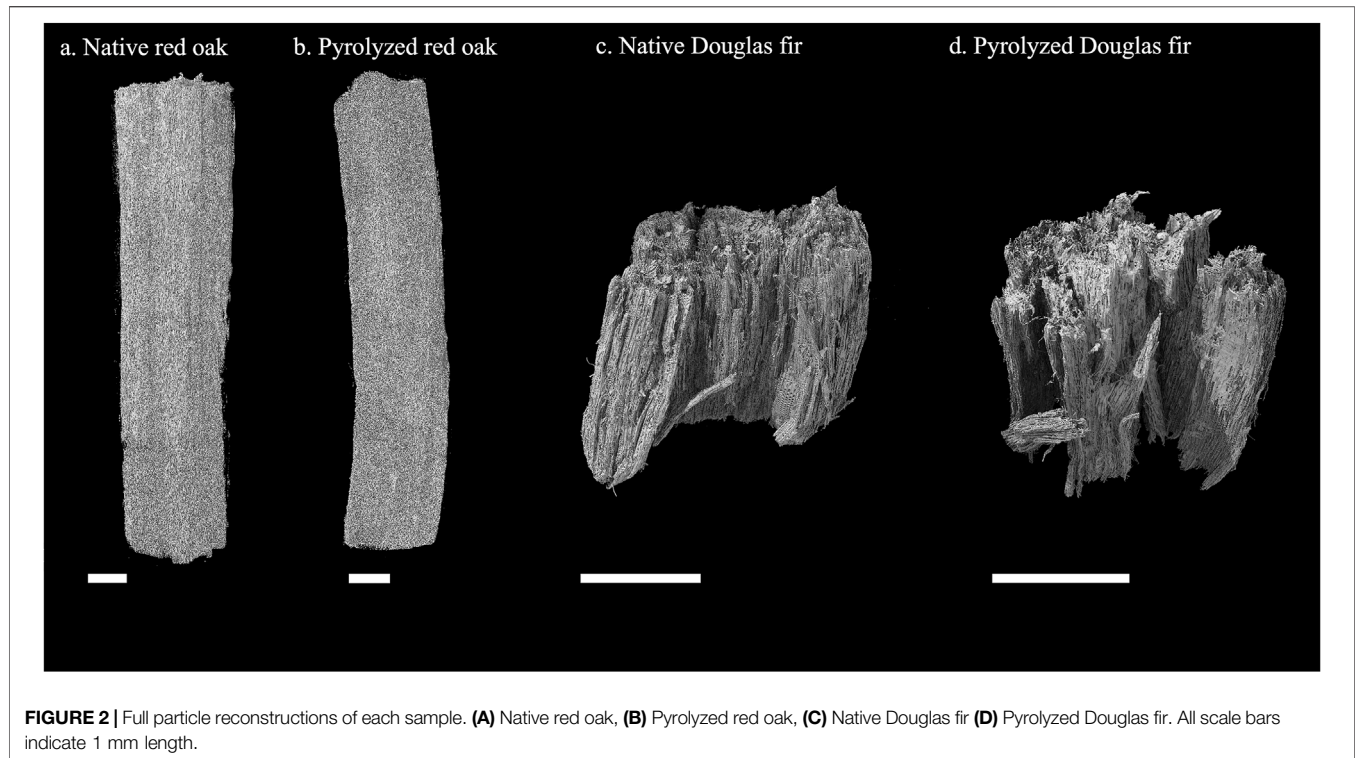 a. Native red oak
b. Pyrolyzed red oak
c. Native Douglas fir
d. Pyrolyzed Douglas fir
FIGURE 2 | Full particle reconstructions of each sample. (A) Native red oak, (B) Pyrolyzed red oak, (C) Native Douglas fir (D) Pyrolyzed Douglas fir. All scale bars
indicate 1 mm length.